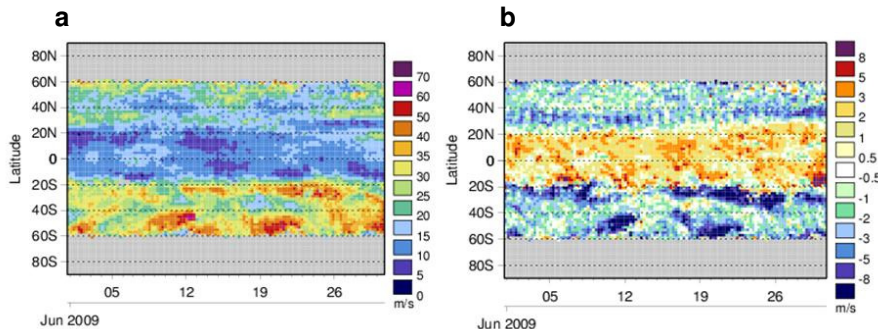 a
b
80N
60N
40N
20N
0
20S
40S
60S
80S
Latitude
05 12 19 26
Jun 2009
70
60
50
40
35
30
25
20
15
10
5
0
m/s
80N
60N
40N
20N
0
20S
40S
60S
80S
Latitude
05 12 19 26
Jun 2009
8
5
3
2
1
0.5
-0.5
-1
-2
-3
-5
-8
m/s